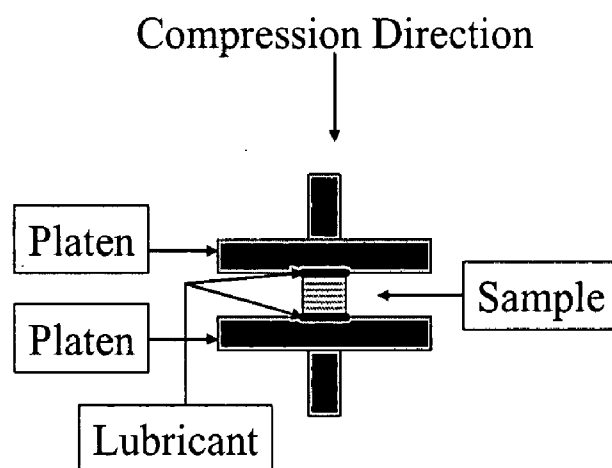 Compression Direction
Platen
Sample
Platen
Lubricant